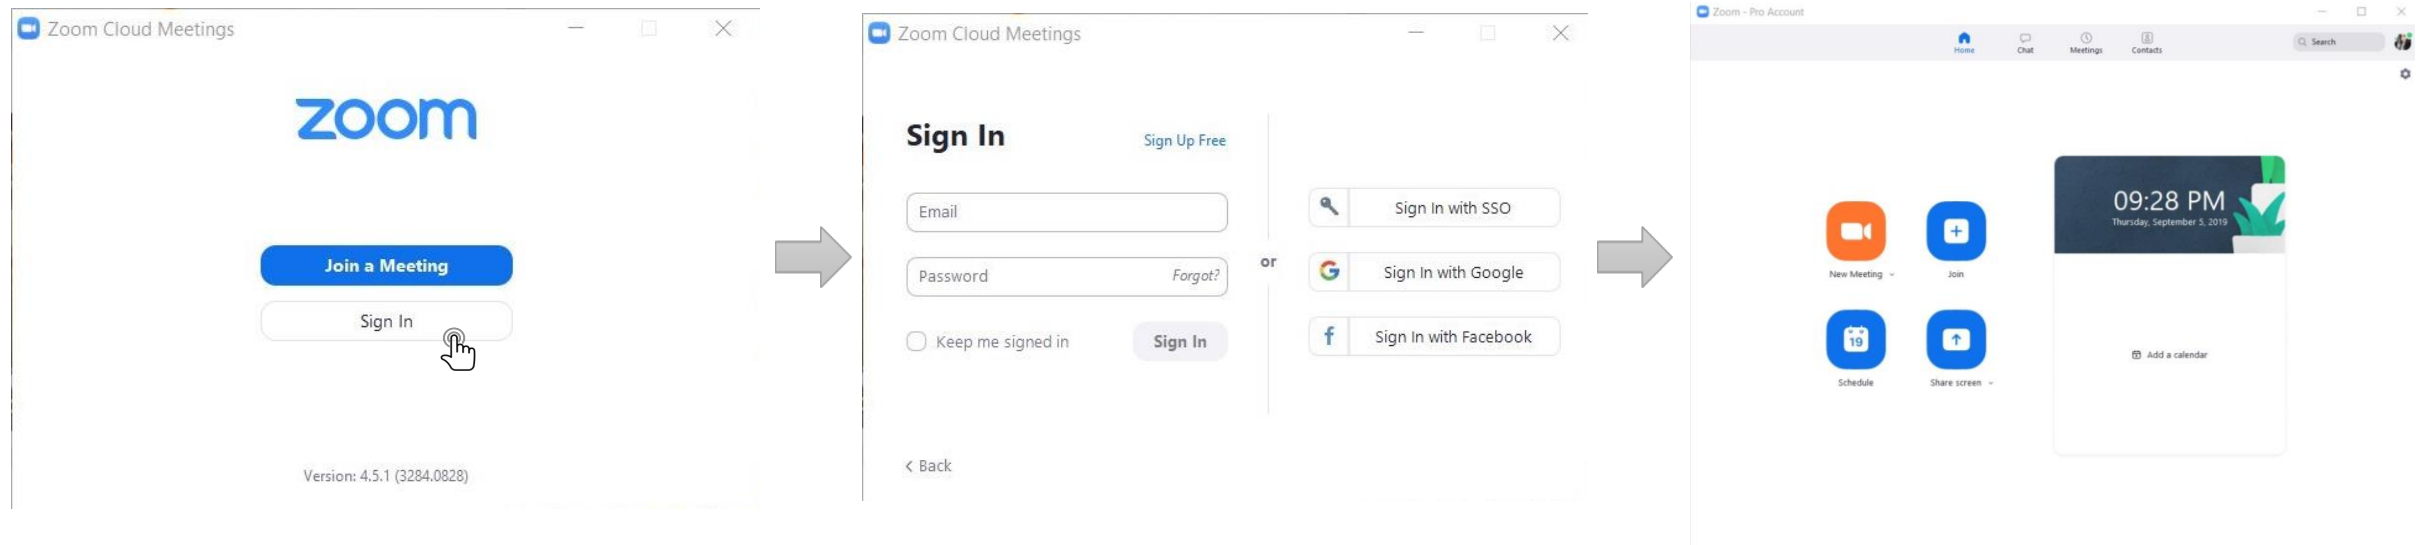 Zoom Cloud Meetings
zoom
Join a Meeting
Sign In
Version: 4.5.1 (3284.0828)
Zoom Cloud Meetings
Sign In
Sign Up Free
Email
Password
Forgot?
Keep me signed in
Sign In
or
Sign In with SSO
Sign In with Google
Sign In with Facebook
< Back
Zoom - Pro Account
Home
Chat
Meetings
Contacts
Search
09:28 PM
Thursday, September 5, 2019
New Meeting
Join
19
Schedule
Share screen
Add a calendar